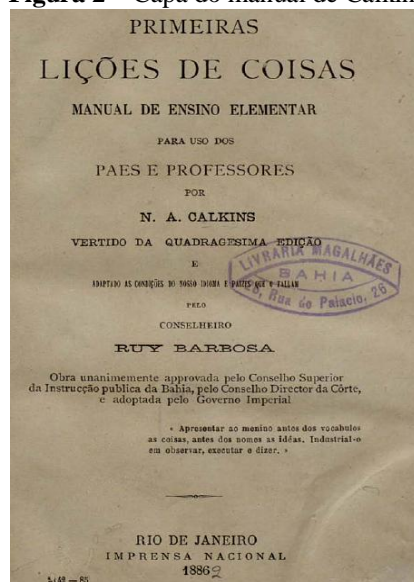 Figura 2 – Capa do manual de Calkin
PRIMEIRAS
LIÇÕES DE COISAS
MANUAL DE ENSINO ELEMENTAR
PARA USO DOS
PAES E PROFESSORES
POR
N. A. CALKINS
VERTIDO DA QUADRAGESIMA EDIÇÃO
E
ADAPTADO ÁS CONDIÇÕES DO NOSSO IDIOMA E PAIZES QUE O FALLAM
PELO
CONSELHEIRO
RUY BARBOSA
Obra unanimemente approvada pelo Conselho Superior
da Instrucção publica da Bahia, pelo Conselho Director da Côrte,
e adoptada pelo Governo Imperial
« Apresentar ao menino antes dos vocabulos
as coisas, antes dos nomes as idéas. Industrial-o
em observar, executar e dizer. »
LIVRARIA MAGALHÃES
BAHIA
Rua do Palacio, 26
RIO DE JANEIRO
IMPRENSA NACIONAL
1886